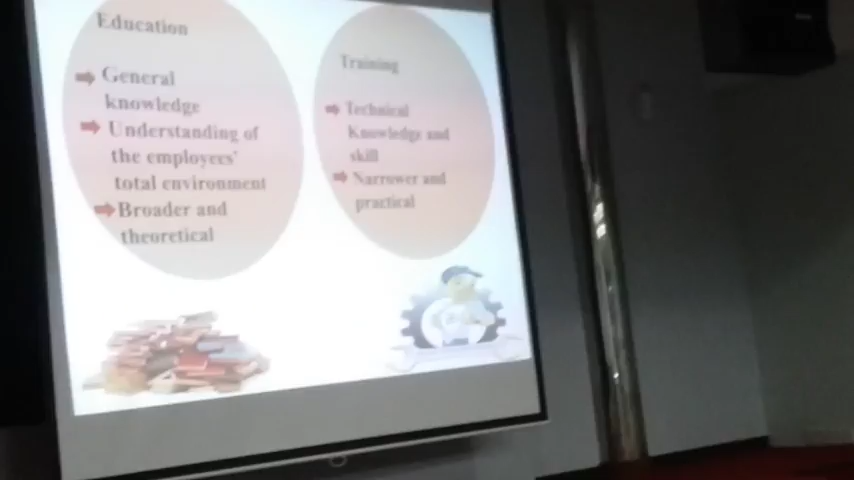 Education
General
knowledge
Understanding of
the employees'
total environment
Broader and
theoretical
Training
Technical
Knowledge and
skill
Narrower and
practical